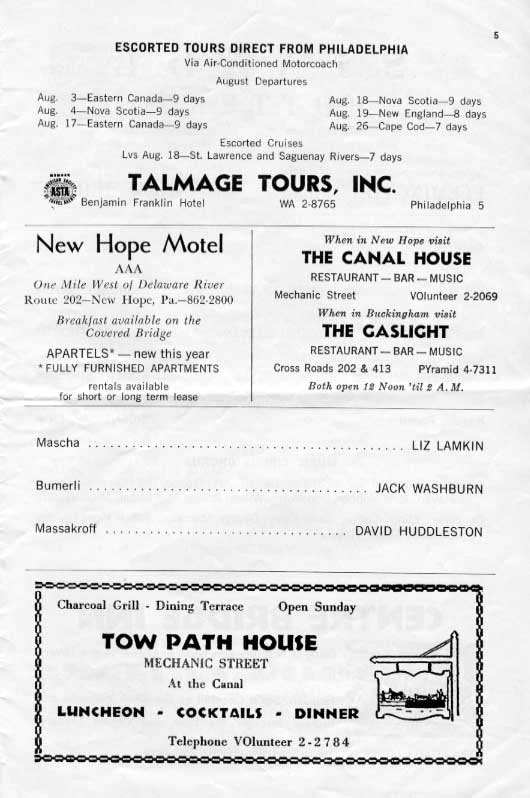 5
ESCORTED TOURS DIRECT FROM PHILADELPHIA
Via Air-Conditioned Motorcoach
August Departures
Aug. 3—Eastern Canada—9 days
Aug. 4—Nova Scotia—9 days
Aug. 17—Eastern Canada—9 days
Aug. 18—Nova Scotia—9 days
Aug. 19—New England—8 days
Aug. 26—Cape Cod—7 days
Escorted Cruises
Lvs Aug. 18—St. Lawrence and Saguenay Rivers—7 days
MEMBER
ASTA
TALMAGE TOURS, INC.
Benjamin Franklin Hotel WA 2-8765 Philadelphia 5
New Hope Motel
AAA
One Mile West of Delaware River
Route 202—New Hope, Pa.—862-2800
Breakfast available on the
Covered Bridge
APARTELS* — new this year
* FULLY FURNISHED APARTMENTS
rentals available
for short or long term lease
When in New Hope visit
THE CANAL HOUSE
RESTAURANT — BAR — MUSIC
Mechanic Street VOlunteer 2-2069
When in Buckingham visit
THE GASLIGHT
RESTAURANT — BAR — MUSIC
Cross Roads 202 & 413 PYramid 4-7311
Both open 12 Noon 'til 2 A. M.
Mascha ........................................ LIZ LAMKIN
Bumerli ..................................... JACK WASHBURN
Massakroff ................................ DAVID HUDDLESTON
Charcoal Grill - Dining Terrace Open Sunday
TOW PATH HOUSE
MECHANIC STREET
At the Canal
LUNCHEON - COCKTAILS - DINNER
Telephone VOlunteer 2-2784